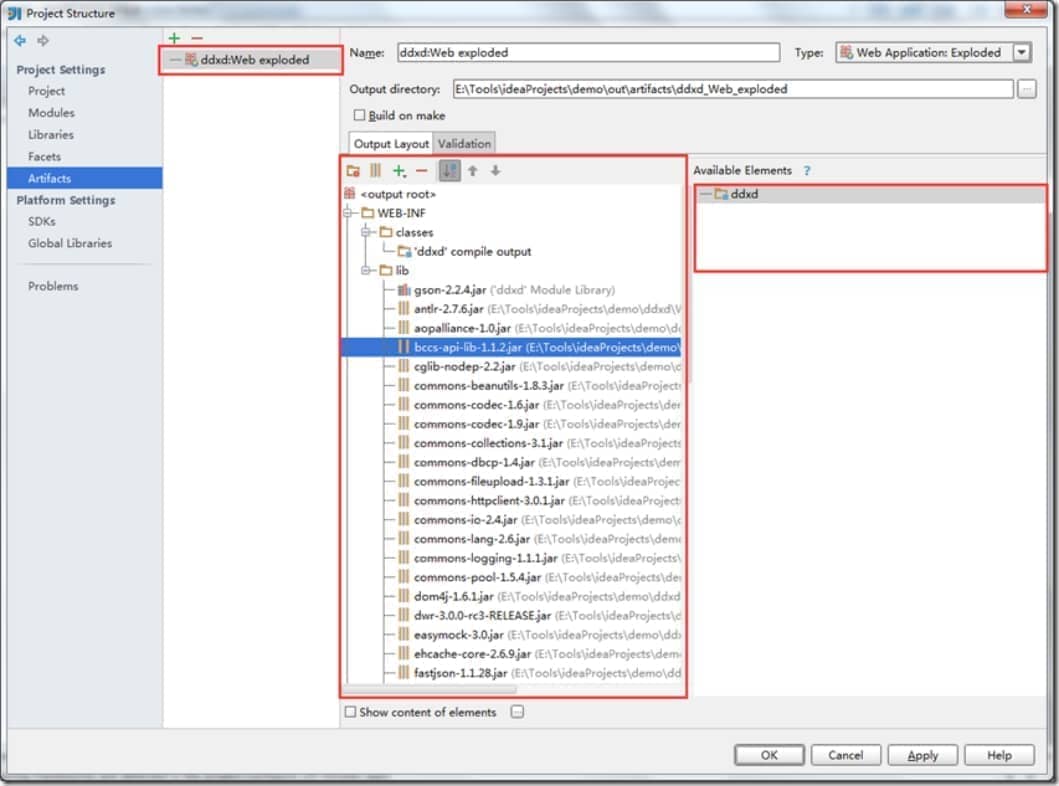 Project Structure
Project Settings
Project
Modules
Libraries
Facets
Artifacts
Platform Settings
SDKs
Global Libraries
Problems
ddxd:Web exploded
Name: ddxd:Web exploded
Type: Web Application: Exploded
Output directory: E:\Tools\ideaProjects\demo\out\artifacts\ddxd_Web_exploded
Build on make
Output Layout Validation
Available Elements ?
ddxd
<output root>
WEB-INF
classes
'ddxd' compile output
lib
gson-2.2.4.jar ('ddxd' Module Library)
antlr-2.7.6.jar (E:\Tools\ideaProjects\demo\ddxd\
aopalliance-1.0.jar (E:\Tools\ideaProjects\demo\
bccs-api-lib-1.1.2.jar (E:\Tools\ideaProjects\demo\
cglib-nodep-2.2.jar (E:\Tools\ideaProjects\demo\
commons-beanutils-1.8.3.jar (E:\Tools\ideaProjects
commons-codec-1.6.jar (E:\Tools\ideaProjects\de
commons-codec-1.9.jar (E:\Tools\ideaProjects\de
commons-collections-3.1.jar (E:\Tools\ideaProjects\
commons-dbcp-1.4.jar (E:\Tools\ideaProjects\dem
commons-fileupload-1.3.1.jar (E:\Tools\ideaProjec
commons-httpclient-3.0.1.jar (E:\Tools\ideaProject
commons-io-2.4.jar (E:\Tools\ideaProjects\demo\
commons-lang-2.6.jar (E:\Tools\ideaProjects\dem
commons-logging-1.1.1.jar (E:\Tools\ideaProjects\
commons-pool-1.5.4.jar (E:\Tools\ideaProjects\de
dom4j-1.6.1.jar (E:\Tools\ideaProjects\demo\ddxd
dwr-3.0.0-rc3-RELEASE.jar (E:\Tools\ideaProjects\
easymock-3.0.jar (E:\Tools\ideaProjects\demo\dd
ehcache-core-2.6.9.jar (E:\Tools\ideaProjects\dem
fastjson-1.1.28.jar (E:\Tools\ideaProjects\demo\dd
Show content of elements ...
OK Cancel Apply Help